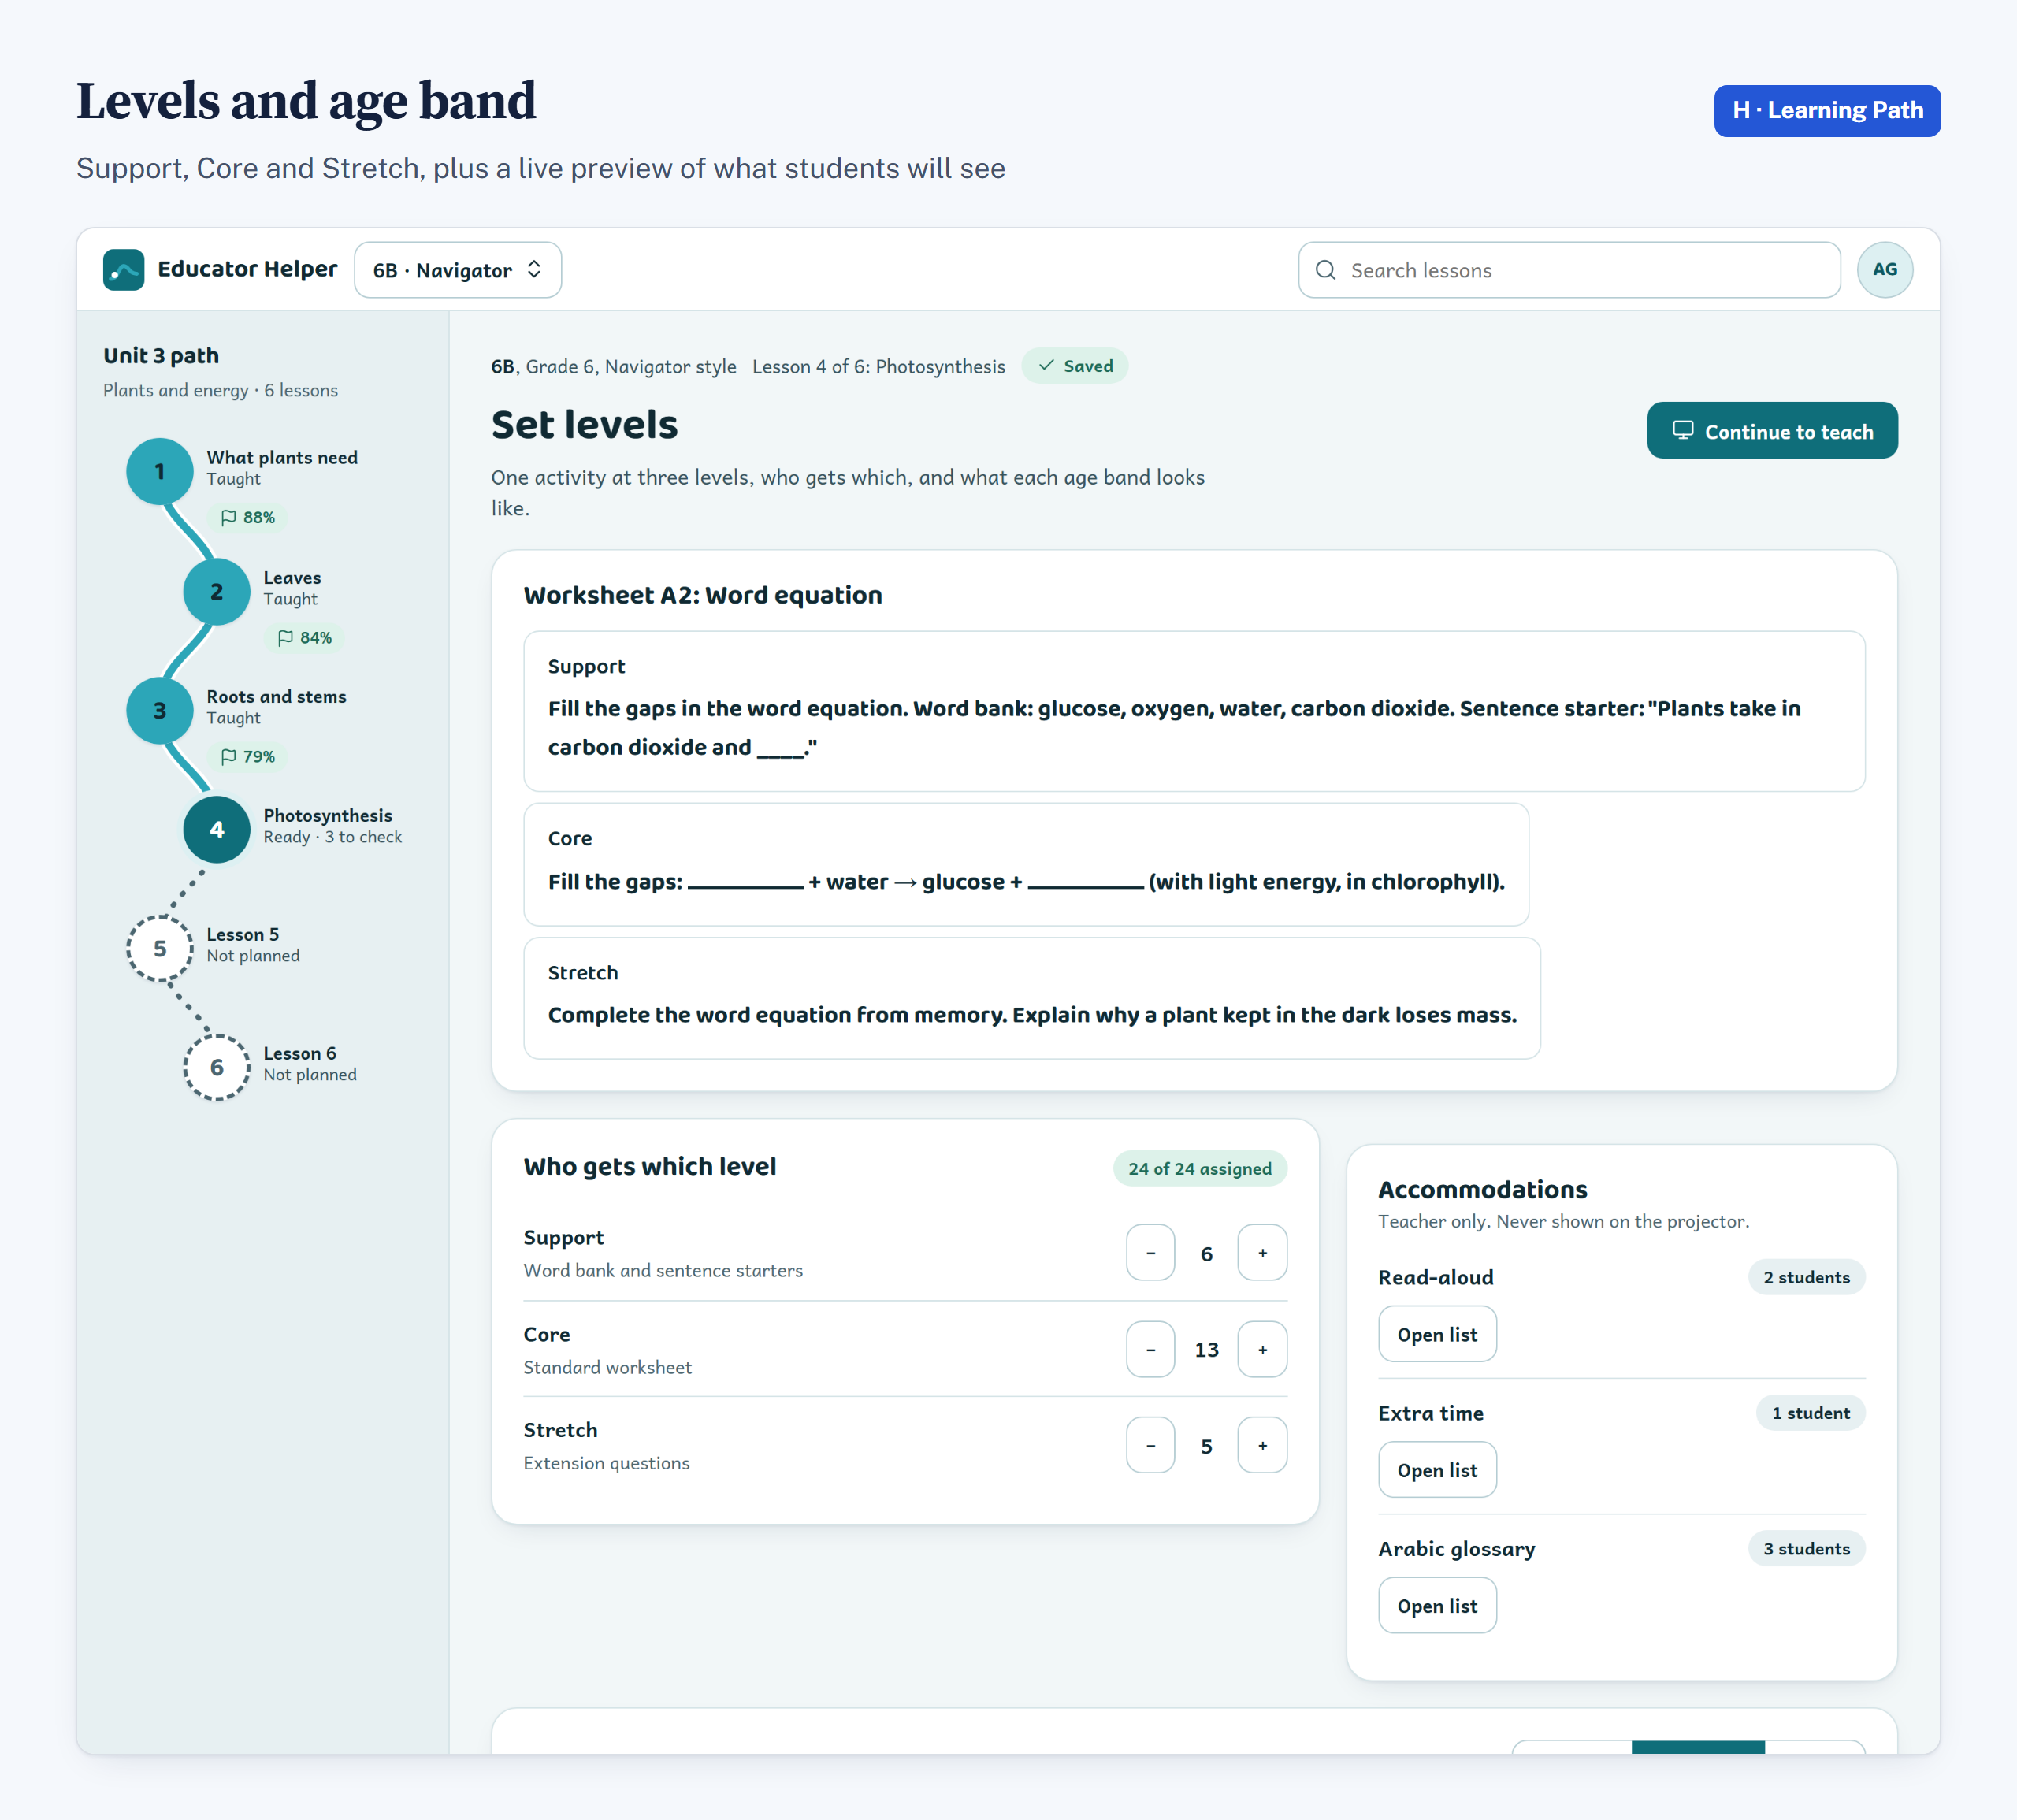 Levels and age band
H · Learning Path
Support, Core and Stretch, plus a live preview of what students will see
Educator Helper
6B · Navigator
Search lessons
AG
Unit 3 path
Plants and energy · 6 lessons
1
What plants need
Taught
88%
2
Leaves
Taught
84%
3
Roots and stems
Taught
79%
4
Photosynthesis
Ready · 3 to check
5
Lesson 5
Not planned
6
Lesson 6
Not planned
6B, Grade 6, Navigator style Lesson 4 of 6: Photosynthesis
Saved
Set levels
Continue to teach
One activity at three levels, who gets which, and what each age band looks
like.
Worksheet A2: Word equation
Support
Fill the gaps in the word equation. Word bank: glucose, oxygen, water, carbon dioxide. Sentence starter: "Plants take in
carbon dioxide and ____."
Core
Fill the gaps: __________ + water → glucose + __________ (with light energy, in chlorophyll).
Stretch
Complete the word equation from memory. Explain why a plant kept in the dark loses mass.
Who gets which level
24 of 24 assigned
Support
Word bank and sentence starters
− 6 +
Core
Standard worksheet
− 13 +
Stretch
Extension questions
− 5 +
Accommodations
Teacher only. Never shown on the projector.
Read-aloud
2 students
Open list
Extra time
1 student
Open list
Arabic glossary
3 students
Open list